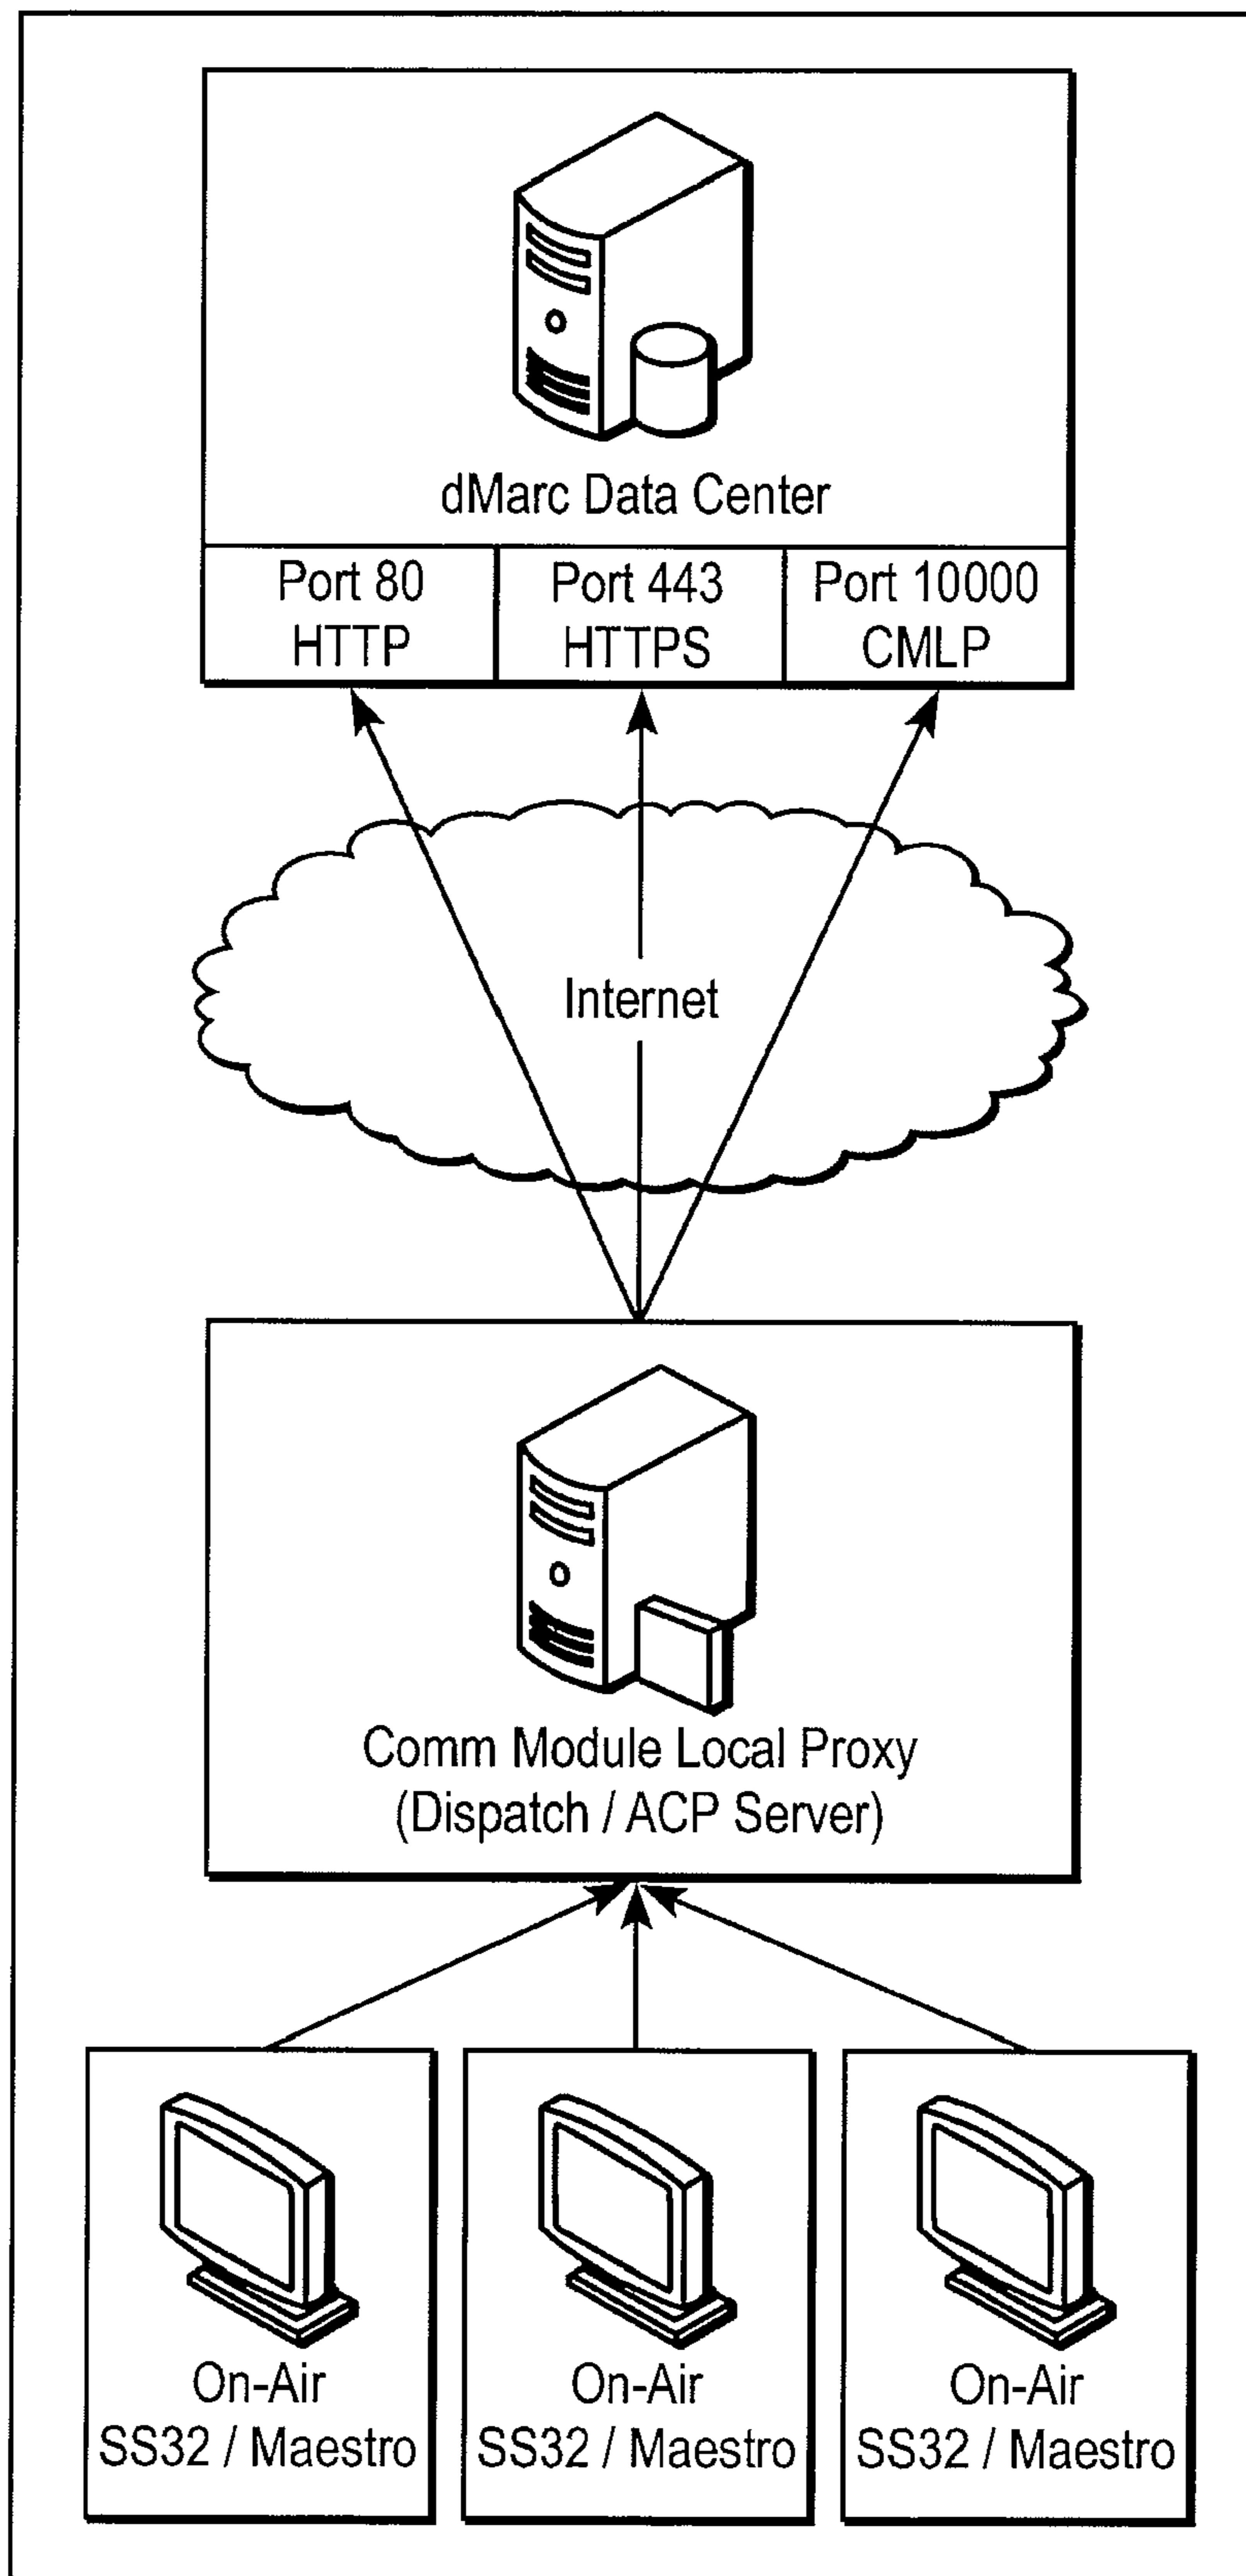 dMarc Data Center
Port 80
HTTP
Port 443
HTTPS
Port 10000
CMLP
Internet
Comm Module Local Proxy
(Dispatch / ACP Server)
On-Air
SS32 / Maestro
On-Air
SS32 / Maestro
On-Air
SS32 / Maestro